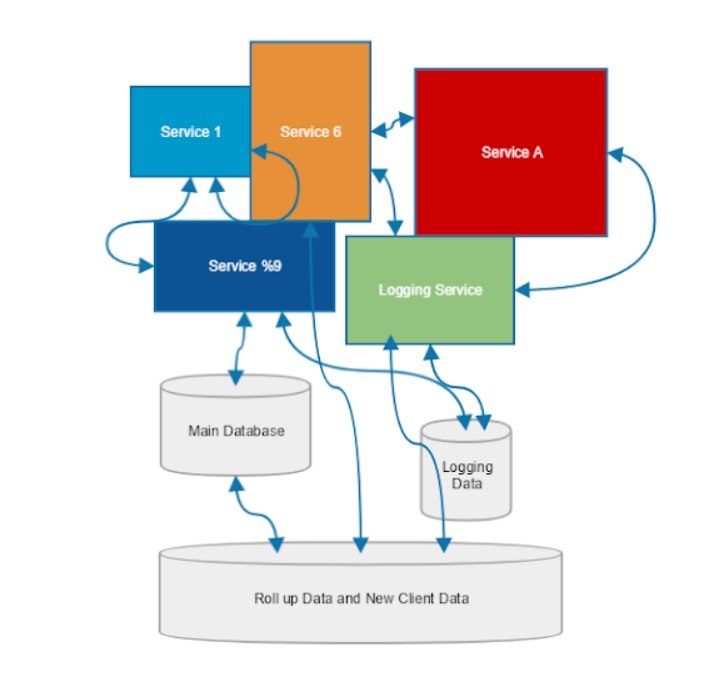 Service 1
Service 6
Service A
Service %9
Logging Service
Main Database
Logging
Data
Roll up Data and New Client Data